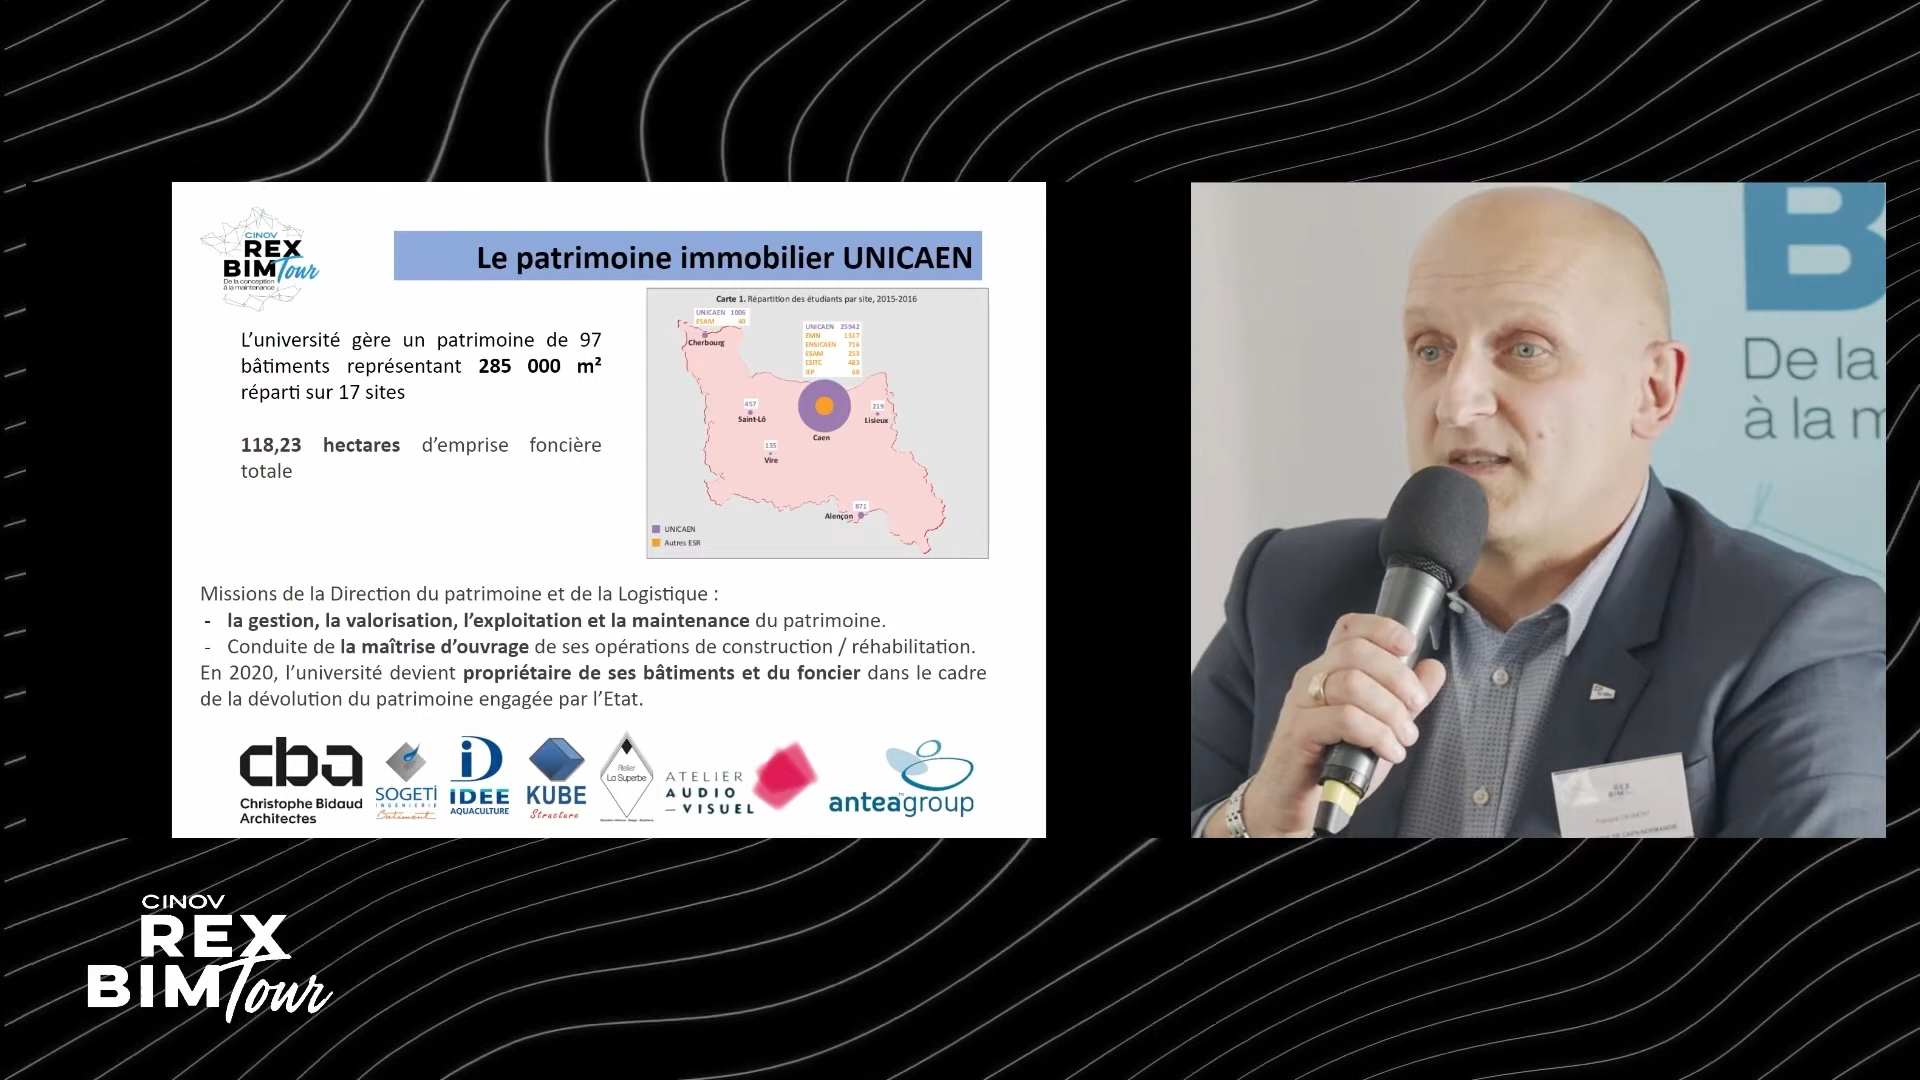 CINOV
REX
BIM Tour
De la conception
à la maintenance
Le patrimoine immobilier UNICAEN
L'université gère un patrimoine de 97
bâtiments représentant 285 000 m²
réparti sur 17 sites
118,23 hectares d'emprise foncière
totale
Carte 1. Répartition des étudiants par site, 2015-2016
UNICAEN 1006
ESAM 40
Cherbourg
UNICAEN 25942
EMN 1317
ENSICAEN 716
ESAM 253
ESITC 483
IEP 68
457
Saint-Lô
Caen
219
Lisieux
135
Vire
871
Alençon
UNICAEN
Autres ESR
Missions de la Direction du patrimoine et de la Logistique :
- la gestion, la valorisation, l'exploitation et la maintenance du patrimoine.
- Conduite de la maîtrise d'ouvrage de ses opérations de construction / réhabilitation.
En 2020, l'université devient propriétaire de ses bâtiments et du foncier dans le cadre
de la dévolution du patrimoine engagée par l'Etat.
cba
Christophe Bidaud
Architectes
SOGETI
INGÉNIERIE
Bâtiment
iD
IDEE
AQUACULTURE
KUBE
Structure
Atelier
La Superbe
ATELIER
AUDIO
VISUEL
anteagroup
B
De la
à la m
REX
CINOV
REX
BIM Tour